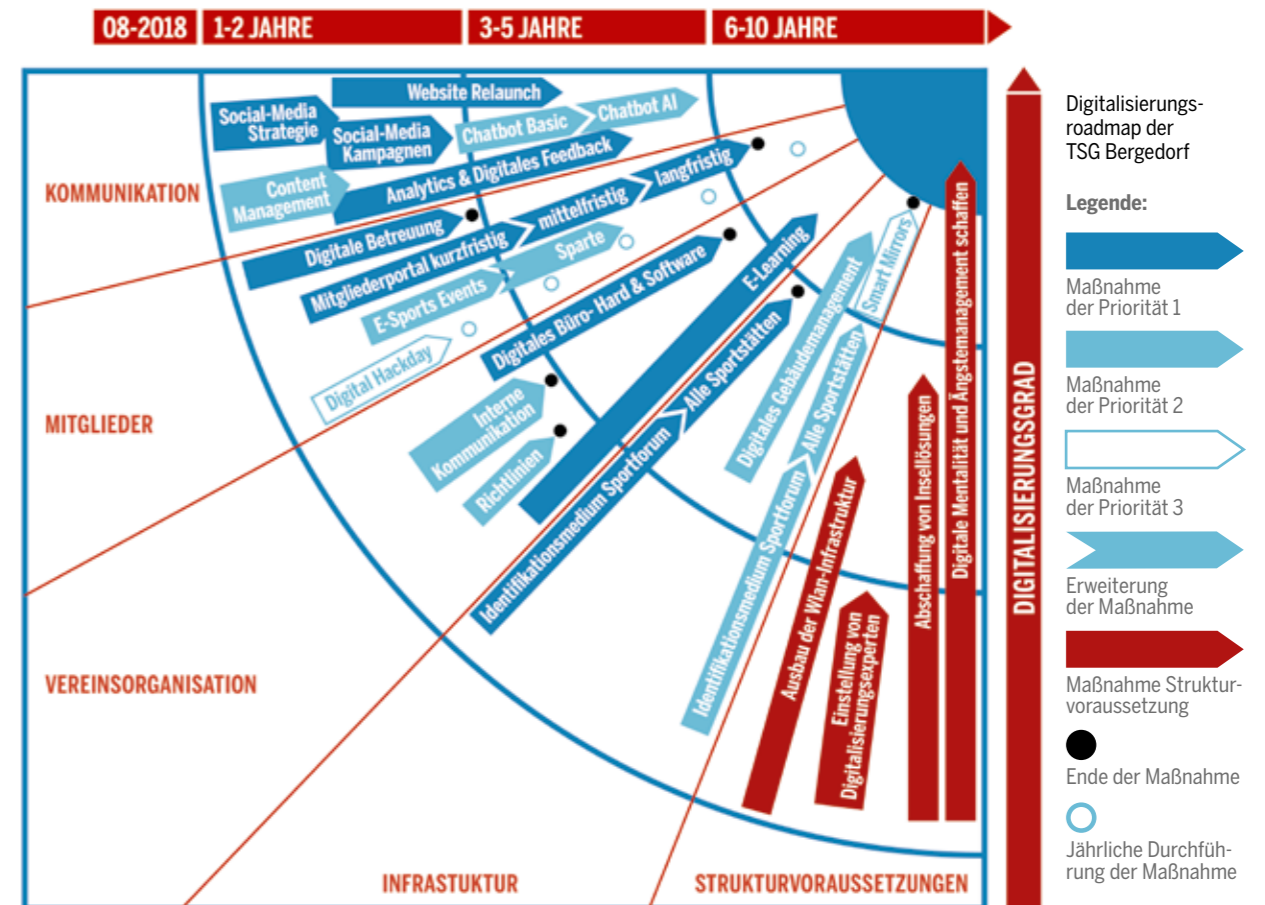 08-2018
1-2 JAHRE
3-5 JAHRE
6-10 JAHRE
KOMMUNIKATION
Social-Media
Strategie
Website Relaunch
Social-Media
Kampagnen
Chatbot Basic
Chatbot AI
Content
Management
Analytics & Digitales Feedback
MITGLIEDER
Digitale Betreuung
Mitgliederportal kurzfristig
mittelfristig
langfristig
E-Sports Events
Sparte
Digital Hackday
VEREINSORGANISATION
Digitales Büro- Hard & Software
Interne
Kommunikation
Richtlinien
E-Learning
INFRASTUKTUR
Identifikationsmedium Sportforum
Alle Sportstätten
Digitales Gebäudemanagement
Smart Mirrors
Identifikationsmedium Sportforum
Alle Sportstätten
STRUKTURVORAUSSETZUNGEN
Ausbau der Wlan-Infrastruktur
Einstellung von
Digitalisierungsexperten
Abschaffung von Insellösungen
Digitale Mentalität und Ängstemanagement schaffen
DIGITALISIERUNGSGRAD
Digitalisierungs-
roadmap der
TSG Bergedorf
Legende:
Maßnahme
der Priorität 1
Maßnahme
der Priorität 2
Maßnahme
der Priorität 3
Erweiterung
der Maßnahme
Maßnahme Struktur-
voraussetzung
Ende der Maßnahme
Jährliche Durchfüh-
rung der Maßnahme